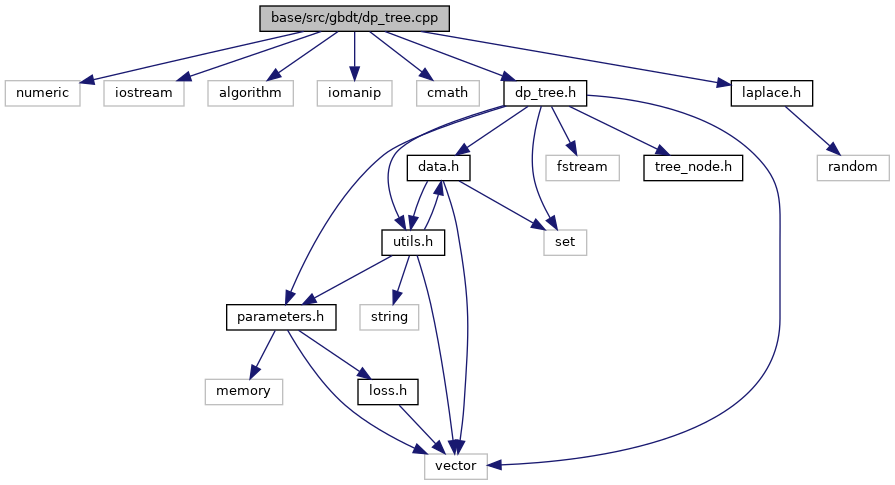 base/src/gbdt/dp_tree.cpp
numeric
iostream
algorithm
iomanip
cmath
dp_tree.h
laplace.h
data.h
fstream
tree_node.h
random
utils.h
set
parameters.h
string
memory
loss.h
vector